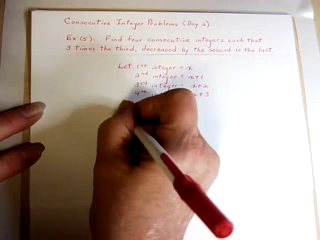 Consecutive Integer Problems (Day 2)
Ex (5): Find four consecutive integers such that
3 times the third, decreased by the second is the last
Let 1st integer = x
2nd integer = x+1
3rd integer = x+2
4th x+3